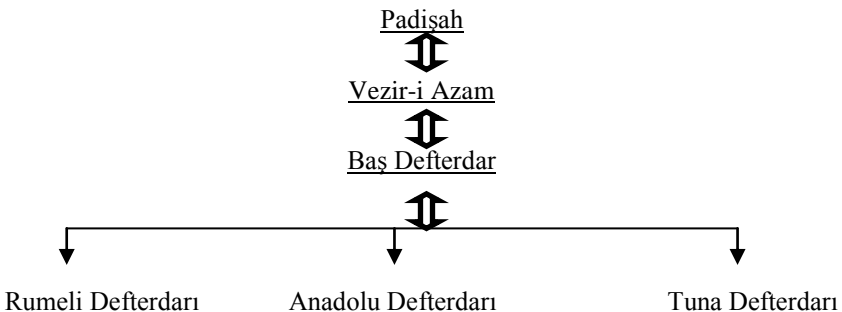 Padişah
Vezir-i Azam
Baş Defterdar
Rumeli Defterdarı Anadolu Defterdarı Tuna Defterdarı